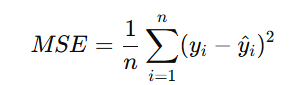 MSE = \frac{1}{n} \sum_{i=1}^{n} (y_i - \hat{y}_i)^2